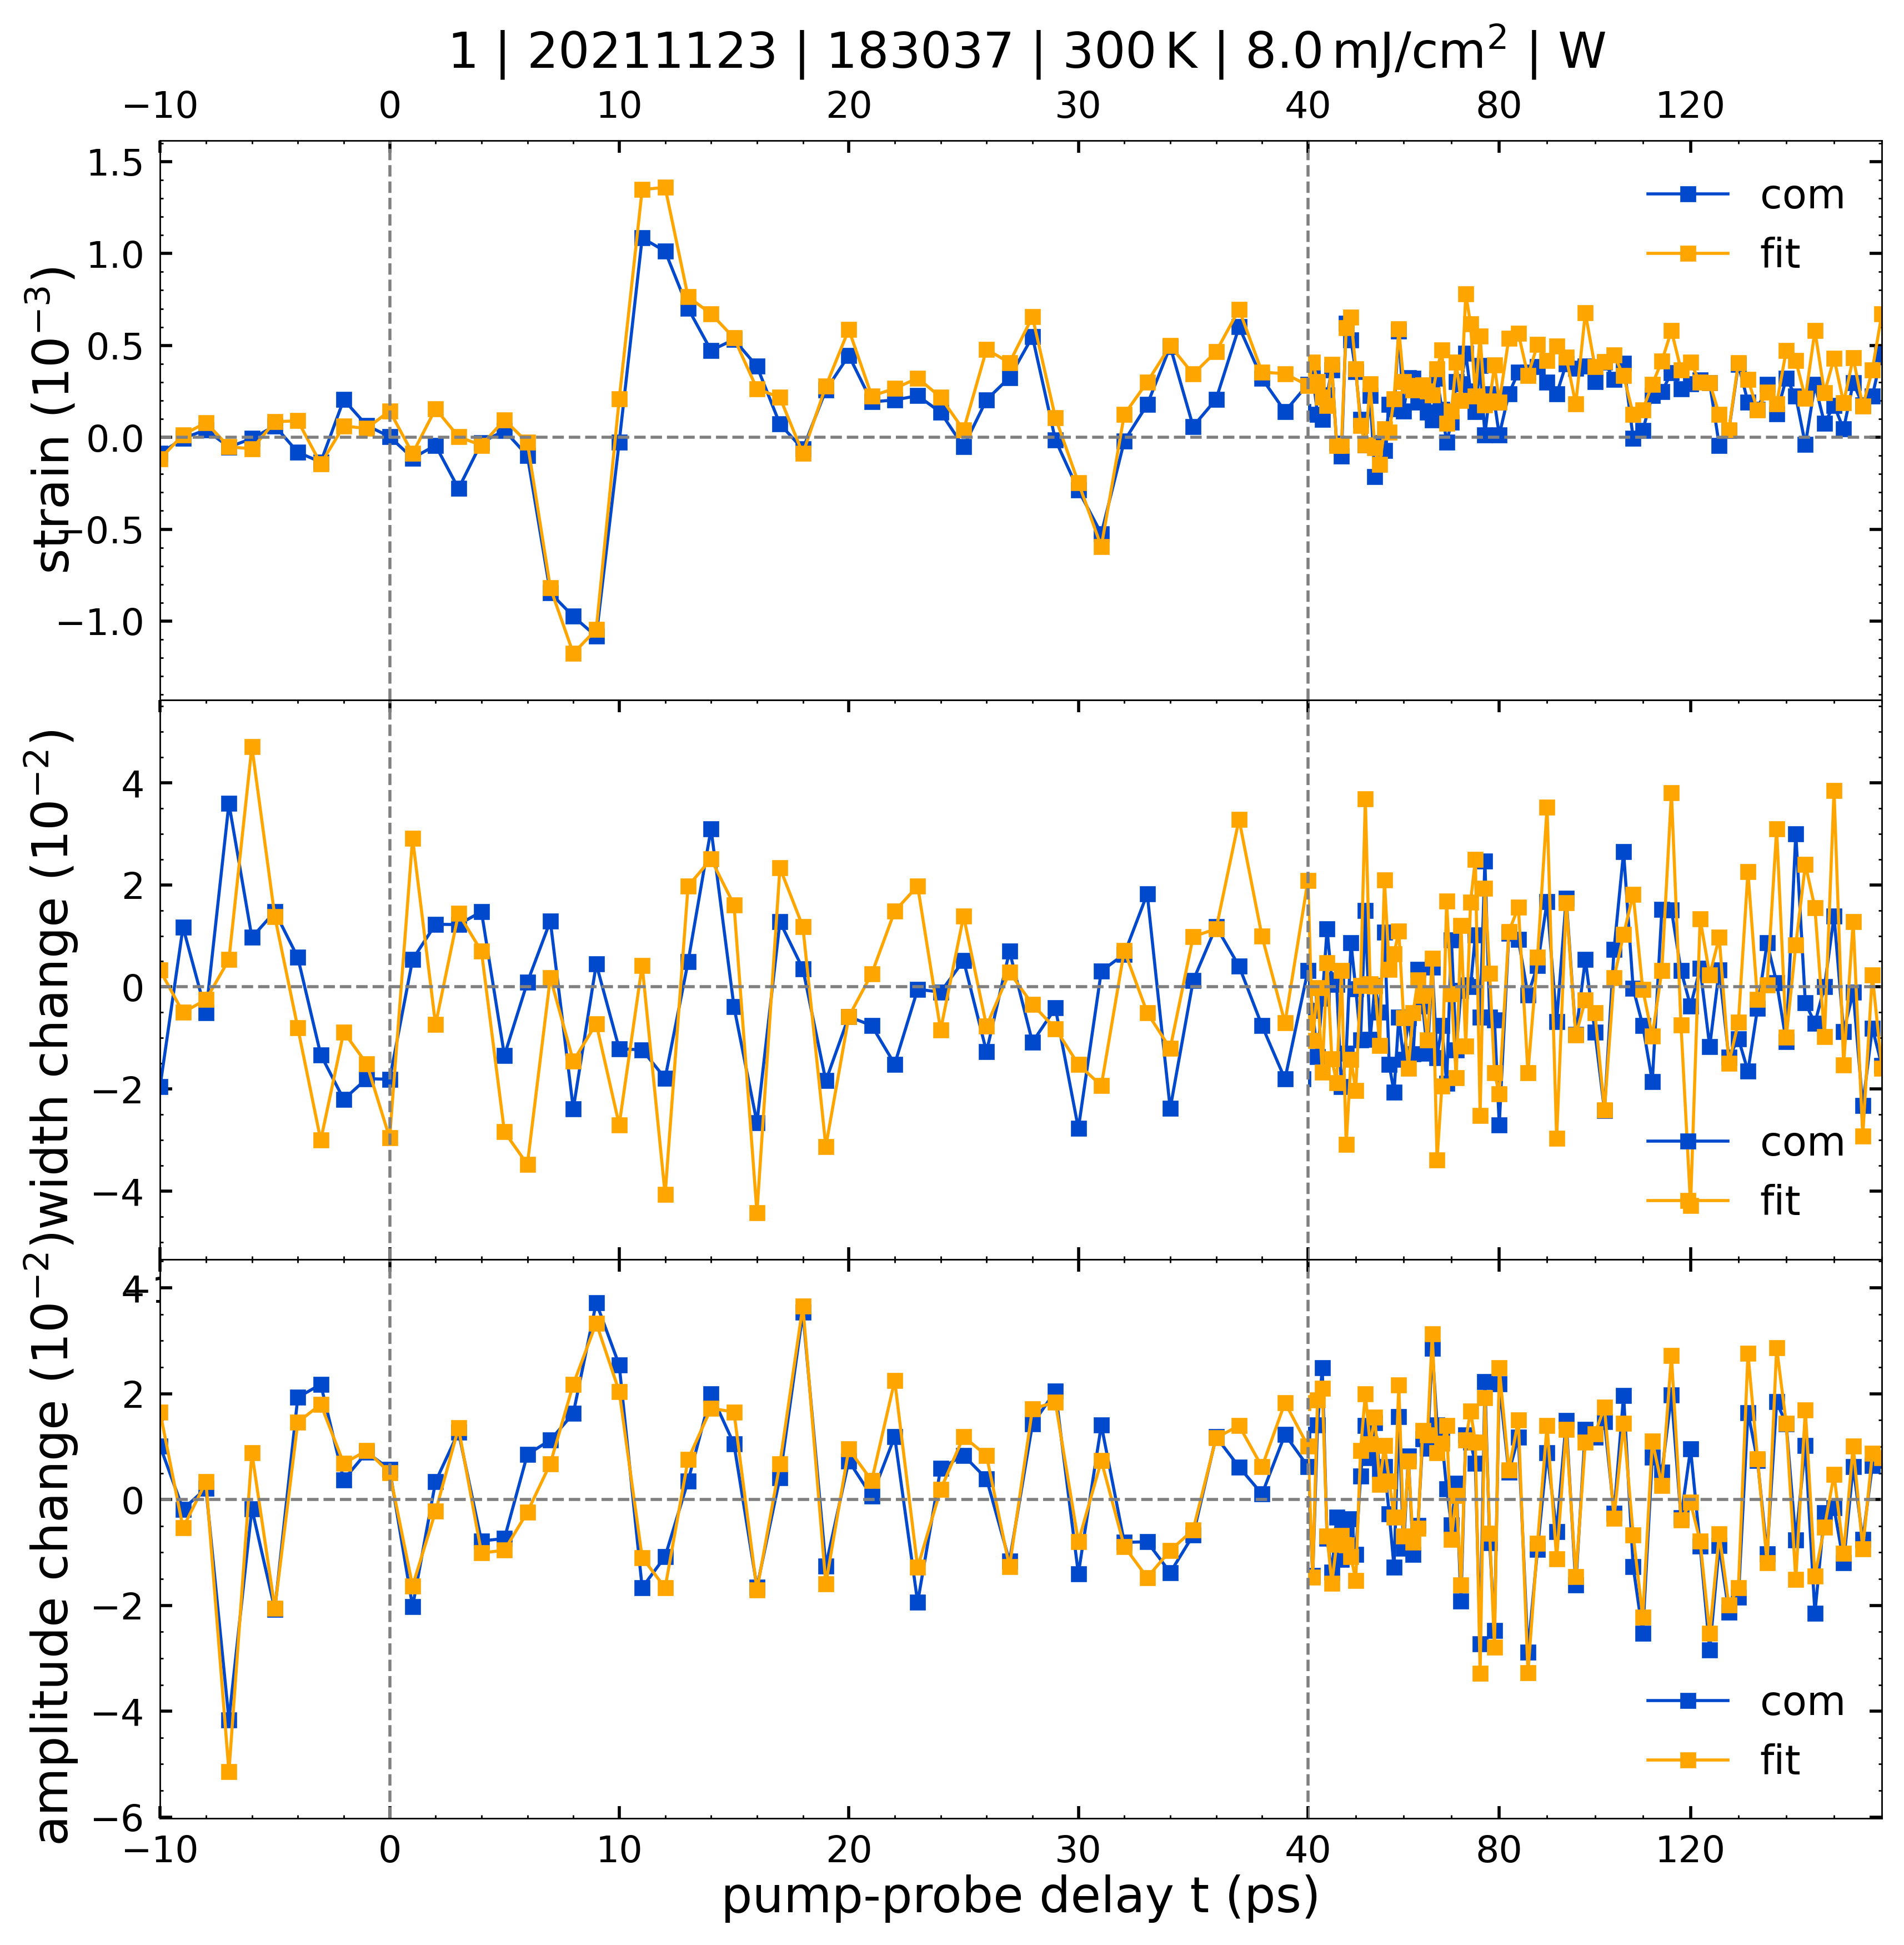 1 | 20211123 | 183037 | 300 K | 8.0 mJ/cm² | W
−10 0 10 20 30 40 80 120
strain (10⁻³)
1.5
1.0
0.5
0.0
−0.5
−1.0
com
fit
width change (10⁻²)
4
2
0
−2
−4
com
fit
amplitude change (10⁻²)
4
2
0
−2
−4
−6
com
fit
−10 0 10 20 30 40 80 120
pump-probe delay t (ps)